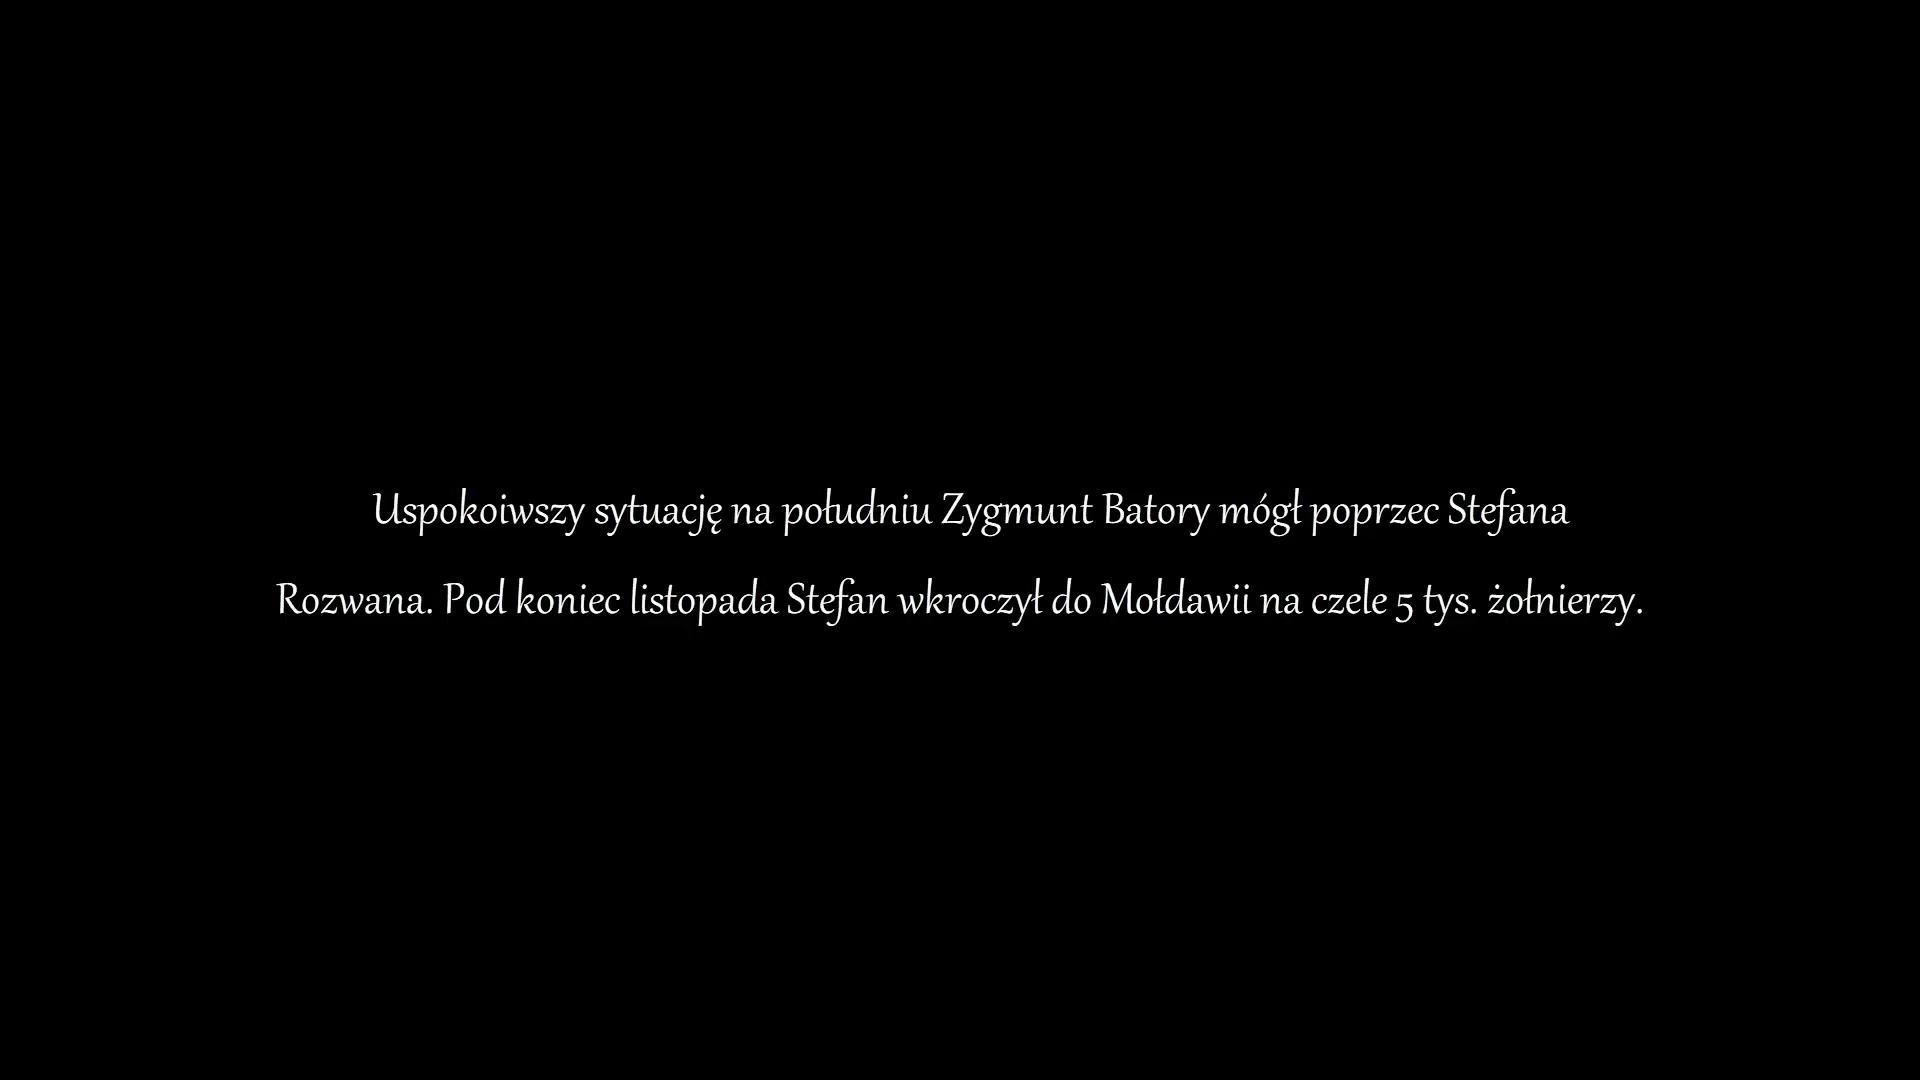 Uspokoiwszy sytuację na południu Zygmunt Batory mógł poprzec Stefana
Rozwana. Pod koniec listopada Stefan wkroczył do Mołdawii na czele 5 tys. żołnierzy.